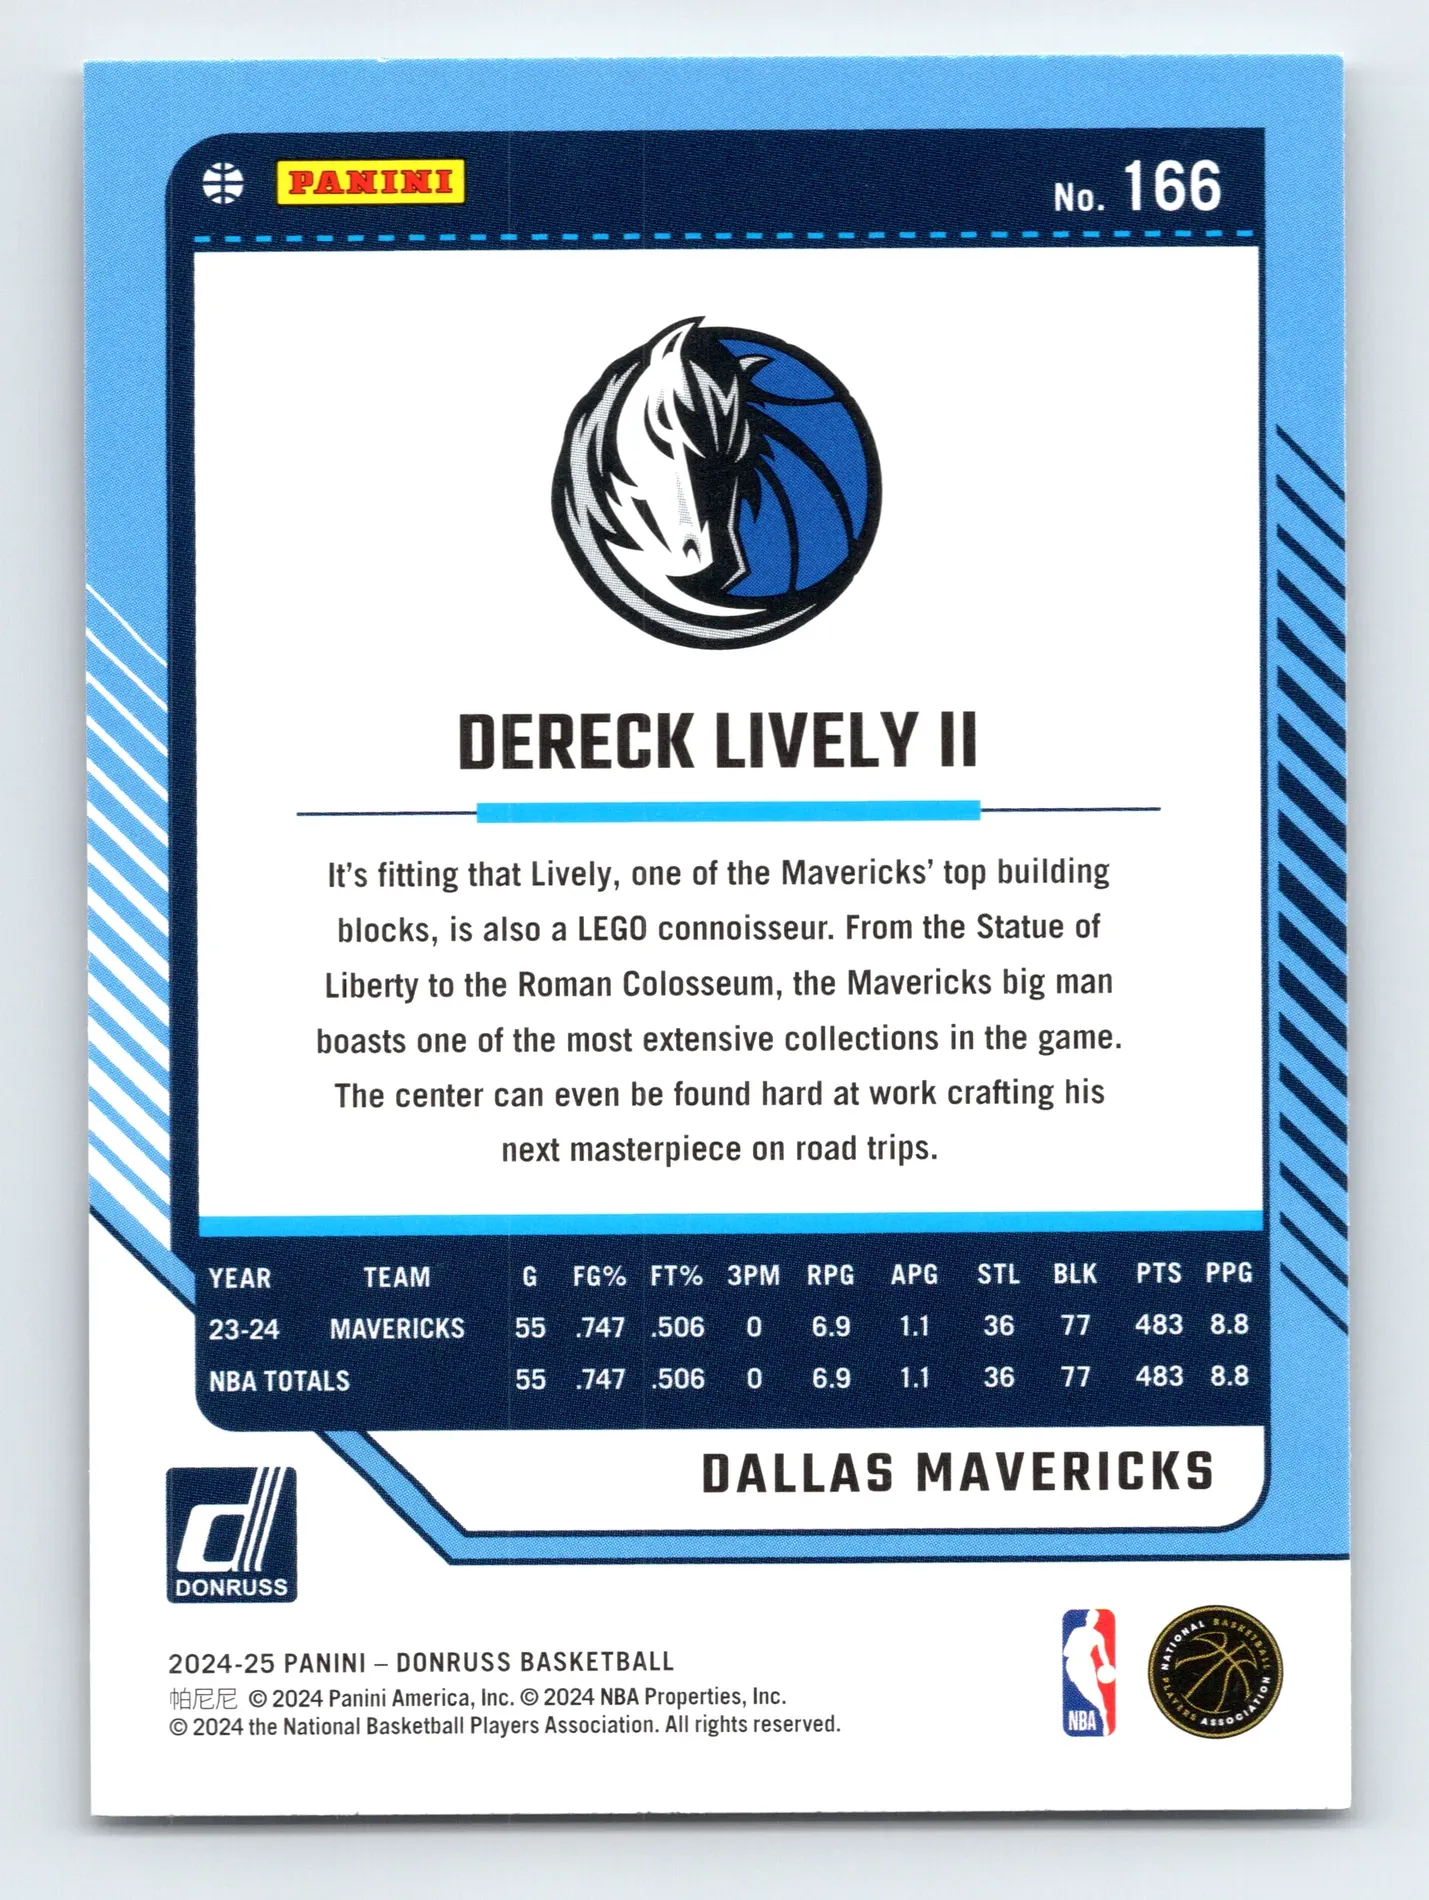 PANINI
No. 166
DERECK LIVELY II
It's fitting that Lively, one of the Mavericks' top building
blocks, is also a LEGO connoisseur. From the Statue of
Liberty to the Roman Colosseum, the Mavericks big man
boasts one of the most extensive collections in the game.
The center can even be found hard at work crafting his
next masterpiece on road trips.
YEAR TEAM G FG% FT% 3PM RPG APG STL BLK PTS PPG
23-24 MAVERICKS 55 .747 .506 0 6.9 1.1 36 77 483 8.8
NBA TOTALS 55 .747 .506 0 6.9 1.1 36 77 483 8.8
DALLAS MAVERICKS
d
DONRUSS
2024-25 PANINI – DONRUSS BASKETBALL
帕尼尼 © 2024 Panini America, Inc. © 2024 NBA Properties, Inc.
© 2024 the National Basketball Players Association. All rights reserved.
NBA
NATIONAL BASKETBALL PLAYERS ASSOCIATION